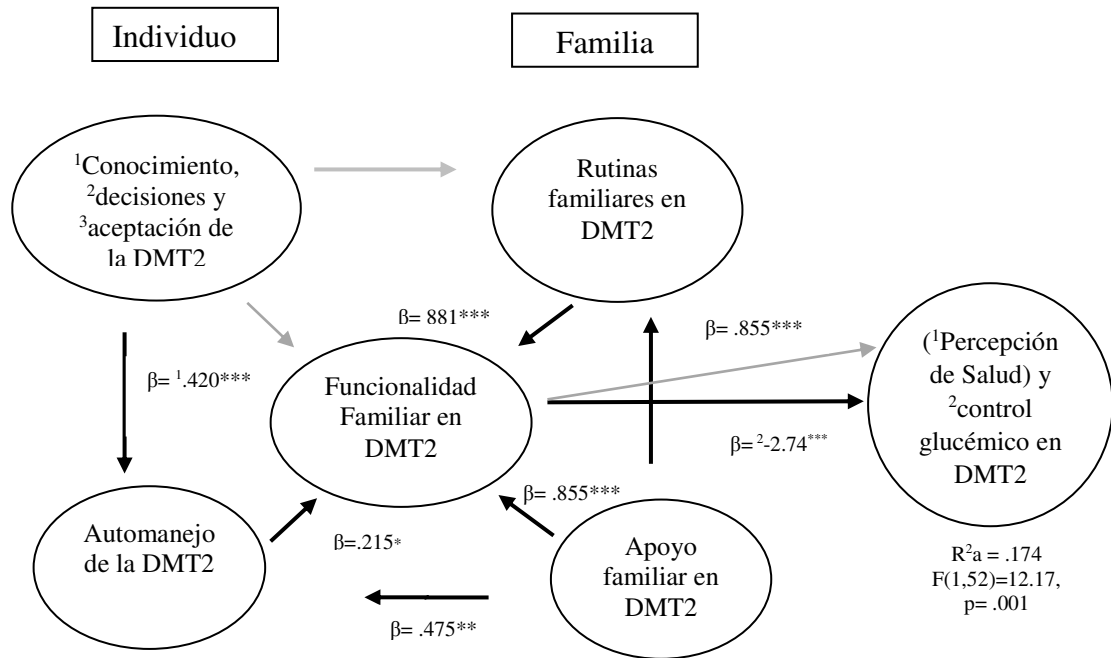 Individuo
Familia
¹Conocimiento,
²decisiones y
³aceptación de
la DMT2
Rutinas
familiares en
DMT2
β= 881***
β= .855***
(¹Percepción
de Salud) y
²control
glucémico en
DMT2
β= ¹.420***
Funcionalidad
Familiar en
DMT2
β= ²-2.74***
β= .855***
Automanejo
de la DMT2
β=.215*
Apoyo
familiar en
DMT2
β= .475**
R²a = .174
F(1,52)=12.17,
p= .001